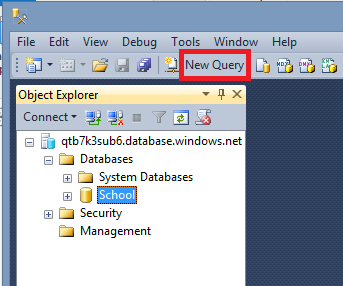 File Edit View Debug Tools Window Help
New Query
Object Explorer
Connect
qtb7k3sub6.database.windows.net
Databases
System Databases
School
Security
Management